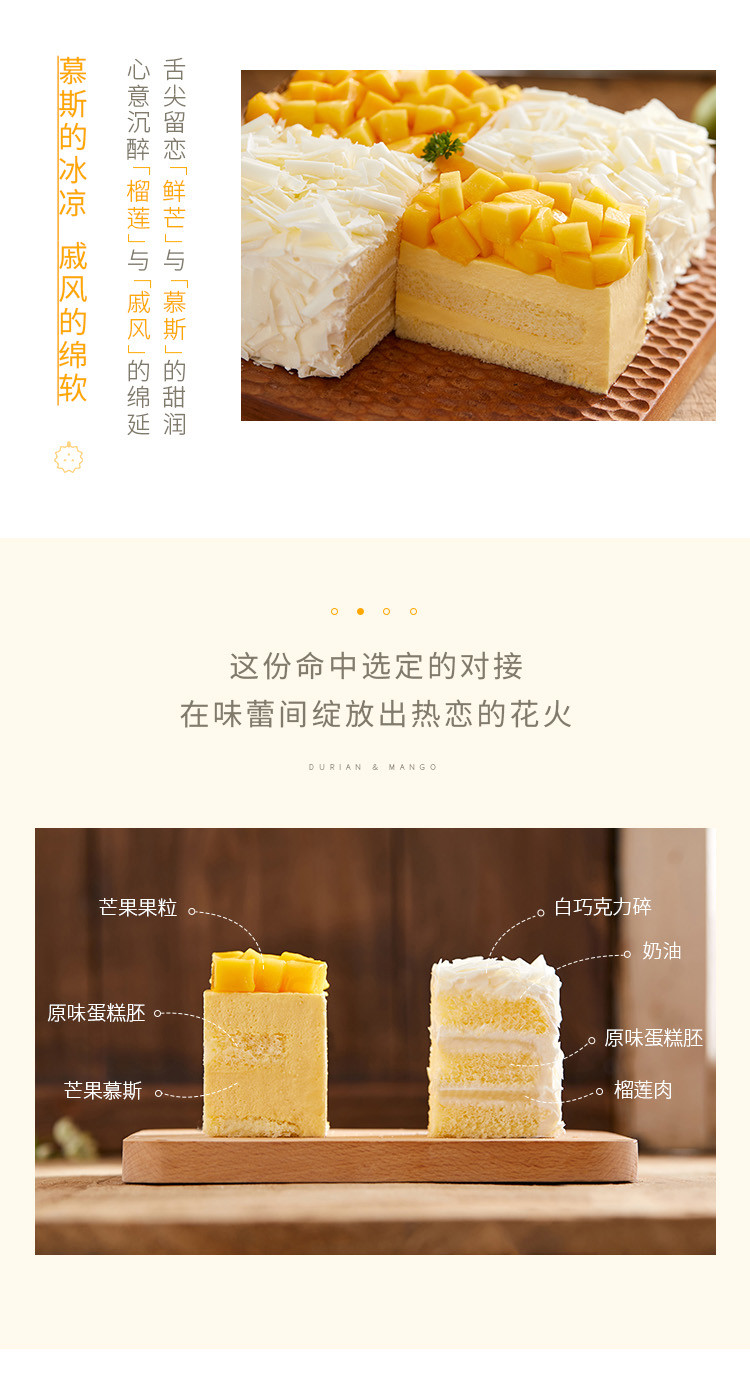 慕斯的冰凉 戚风的绵软
舌尖留恋「鲜芒」与「慕斯」的甜润
心意沉醉「榴莲」与「戚风」的绵延
这份命中选定的对接
在味蕾间绽放出热恋的花火
DURIAN & MANGO
芒果果粒
原味蛋糕胚
芒果慕斯
白巧克力碎
奶油
原味蛋糕胚
榴莲肉